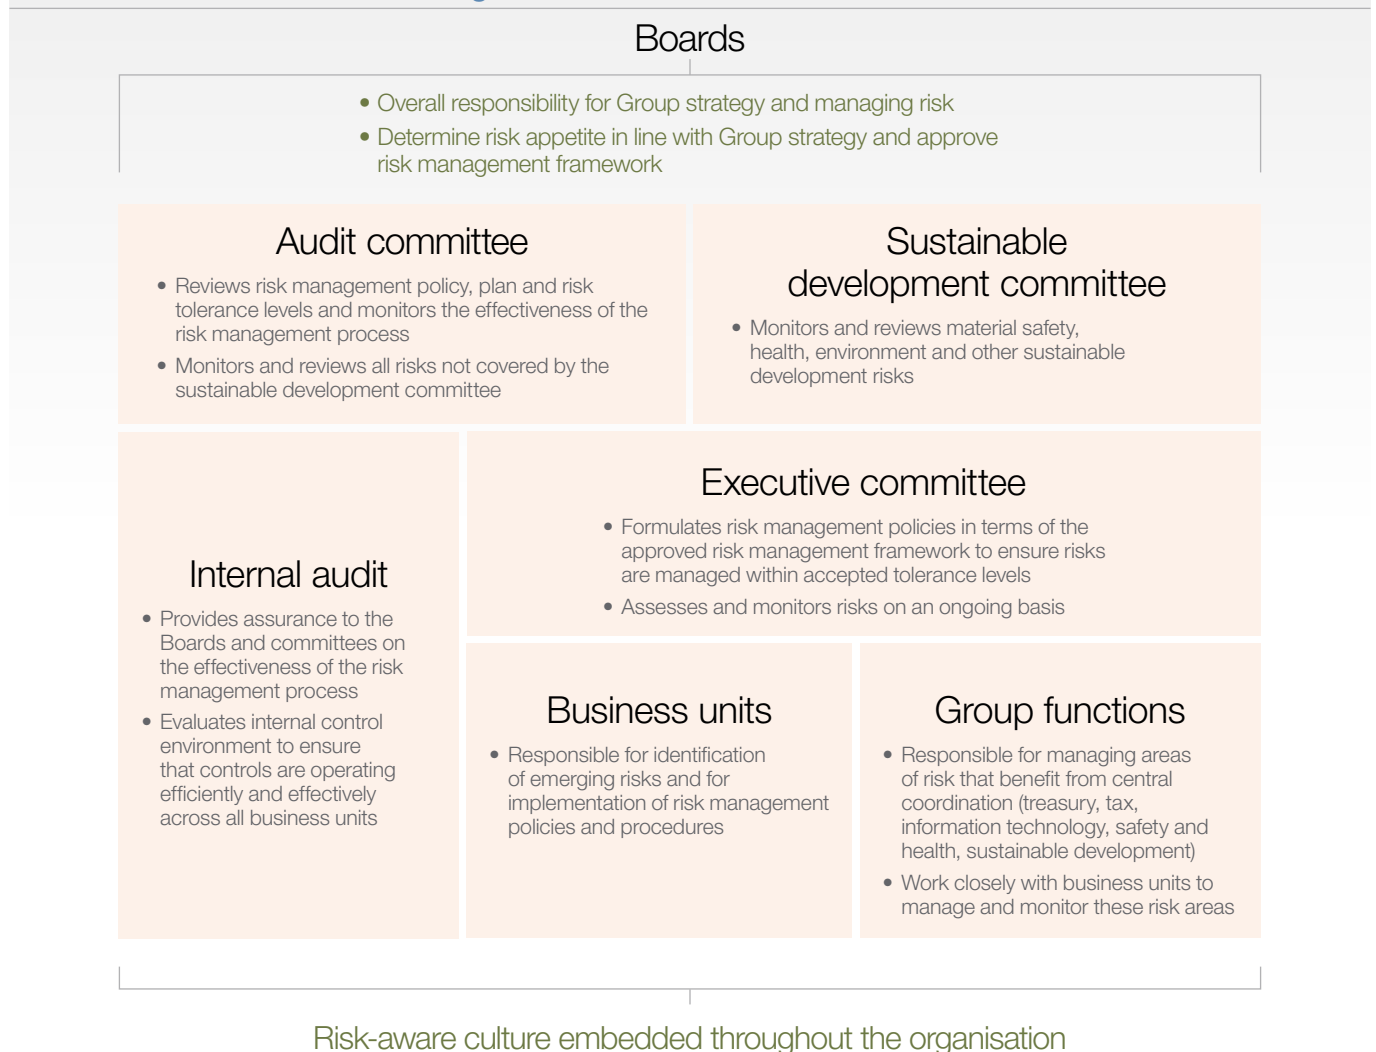 Boards
• Overall responsibility for Group strategy and managing risk
• Determine risk appetite in line with Group strategy and approve
risk management framework
Audit committee
• Reviews risk management policy, plan and risk
tolerance levels and monitors the effectiveness of the
risk management process
• Monitors and reviews all risks not covered by the
sustainable development committee
Sustainable
development committee
• Monitors and reviews material safety,
health, environment and other sustainable
development risks
Internal audit
• Provides assurance to the
Boards and committees on
the effectiveness of the risk
management process
• Evaluates internal control
environment to ensure
that controls are operating
efficiently and effectively
across all business units
Executive committee
• Formulates risk management policies in terms of the
approved risk management framework to ensure risks
are managed within accepted tolerance levels
• Assesses and monitors risks on an ongoing basis
Business units
• Responsible for identification
of emerging risks and for
implementation of risk management
policies and procedures
Group functions
• Responsible for managing areas
of risk that benefit from central
coordination (treasury, tax,
information technology, safety and
health, sustainable development)
• Work closely with business units to
manage and monitor these risk areas
Risk-aware culture embedded throughout the organisation